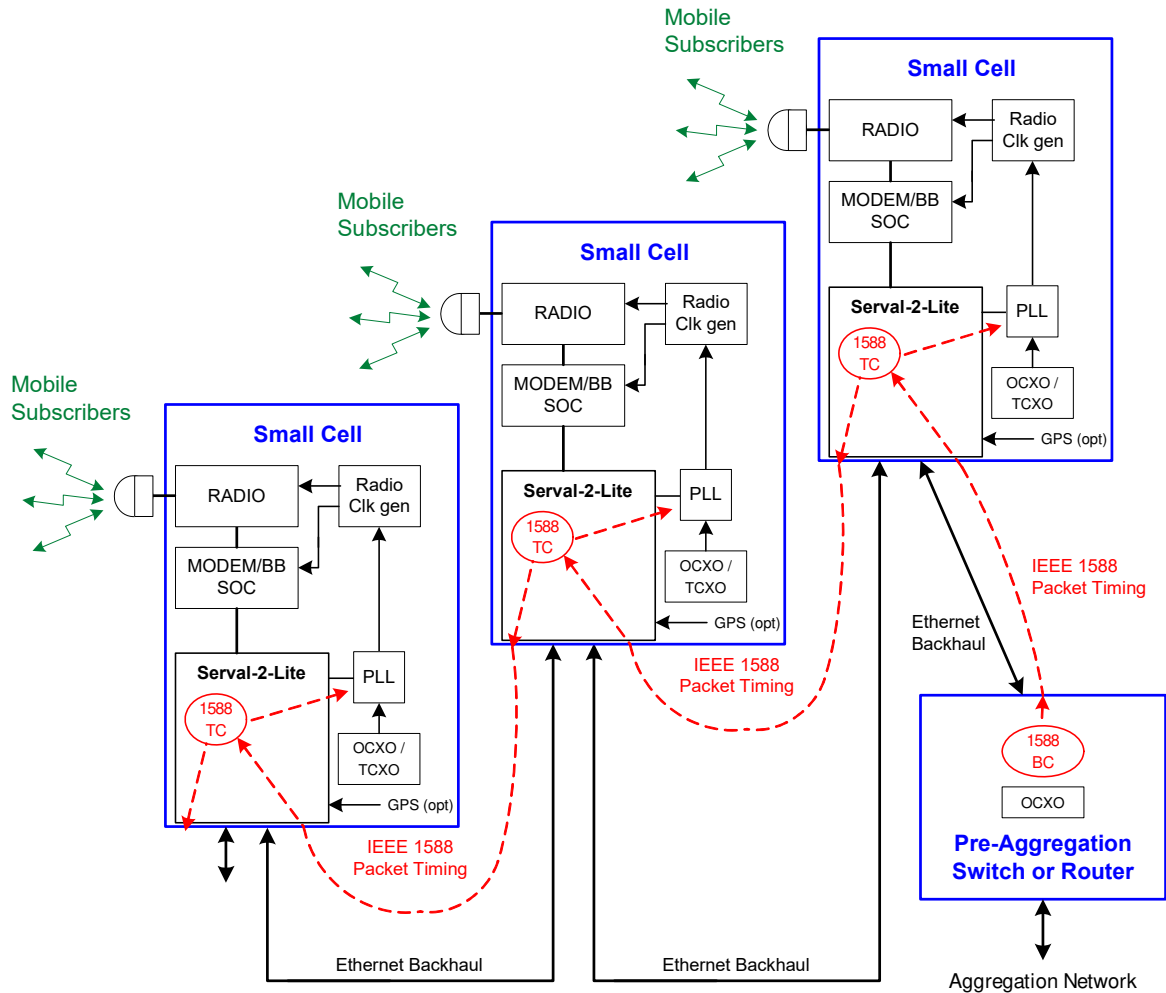 Mobile
Subscribers
Small Cell
RADIO
Radio
Clk gen
MODEM/BB
SOC
Serval-2-Lite
PLL
1588
TC
OCXO /
TCXO
GPS (opt)
Mobile
Subscribers
Small Cell
RADIO
Radio
Clk gen
MODEM/BB
SOC
Serval-2-Lite
PLL
1588
TC
OCXO /
TCXO
GPS (opt)
Mobile
Subscribers
Small Cell
RADIO
Radio
Clk gen
MODEM/BB
SOC
Serval-2-Lite
PLL
1588
TC
OCXO /
TCXO
GPS (opt)
IEEE 1588
Packet Timing
IEEE 1588
Packet Timing
IEEE 1588
Packet Timing
Ethernet
Backhaul
1588
BC
OCXO
Pre-Aggregation
Switch or Router
Ethernet Backhaul
Ethernet Backhaul
Aggregation Network